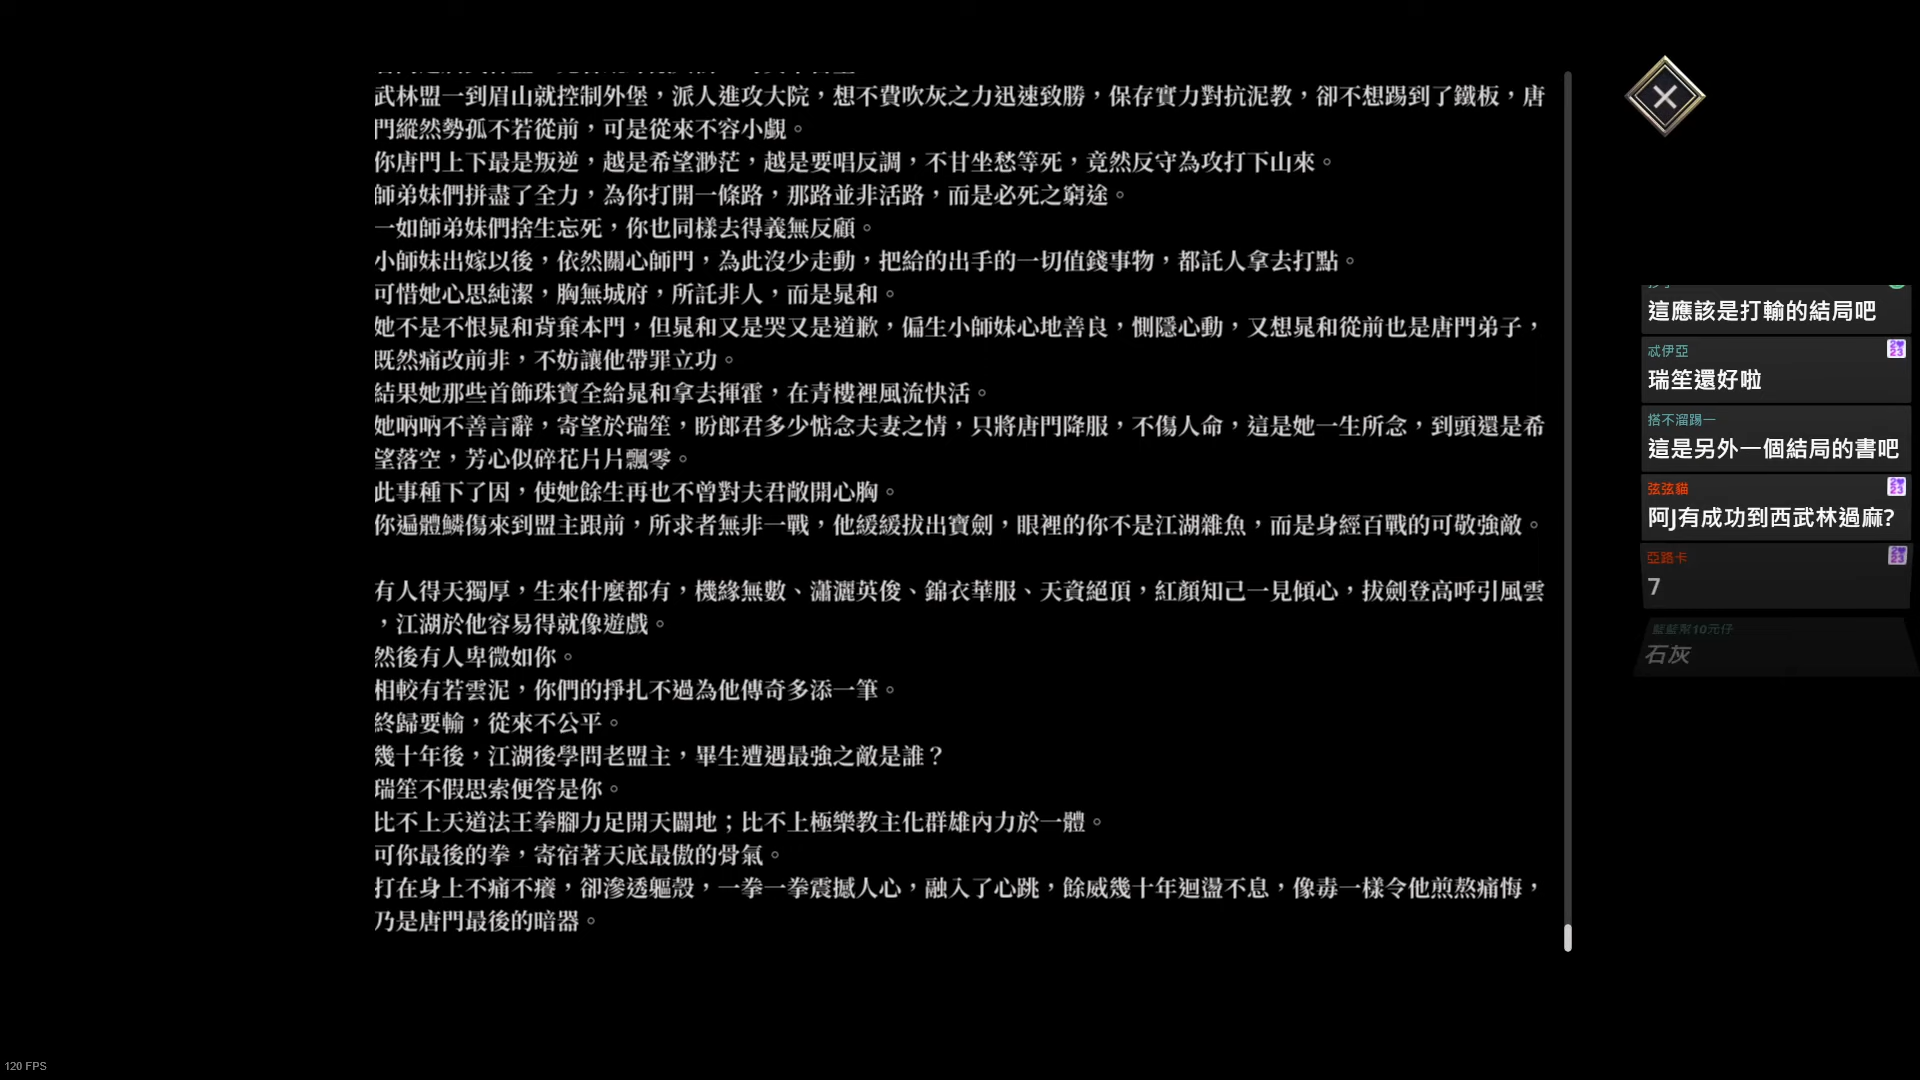 武林盟一到眉山就控制外堡，派人進攻大院，想不費吹灰之力迅速致勝，保存實力對抗泥教，卻不想踢到了鐵板，唐
門縱然勢孤不若從前，可是從來不容小覷。
你唐門上下最是叛逆，越是希望渺茫，越是要唱反調，不甘坐愁等死，竟然反守為攻打下山來。
師弟妹們拼盡了全力，為你打開一條路，那路並非活路，而是必死之窮途。
一如師弟妹們捨生忘死，你也同樣去得義無反顧。
小師妹出嫁以後，依然關心師門，為此沒少走動，把給的出手的一切值錢事物，都託人拿去打點。
可惜她心思純潔，胸無城府，所託非人，而是晁和。
她不是不恨晁和背棄本門，但晁和又是哭又是道歉，偏生小師妹心地善良，惻隱心動，又想晁和從前也是唐門弟子，
既然痛改前非，不妨讓他帶罪立功。
結果她那些首飾珠寶全給晁和拿去揮霍，在青樓裡風流快活。
她吶吶不善言辭，寄望於瑞笙，盼郎君多少惦念夫妻之情，只將唐門降服，不傷人命，這是她一生所念，到頭還是希
望落空，芳心似碎花片片飄零。
此事種下了因，使她餘生再也不曾對夫君敞開心胸。
你遍體鱗傷來到盟主跟前，所求者無非一戰，他緩緩拔出寶劍，眼裡的你不是江湖雜魚，而是身經百戰的可敬強敵。
有人得天獨厚，生來什麼都有，機緣無數、瀟灑英俊、錦衣華服、天資絕頂，紅顏知己一見傾心，拔劍登高呼引風雲
，江湖於他容易得就像遊戲。
然後有人卑微如你。
相較有若雲泥，你們的掙扎不過為他傳奇多添一筆。
終歸要輸，從來不公平。
幾十年後，江湖後學問老盟主，畢生遭遇最強之敵是誰？
瑞笙不假思索便答是你。
比不上天道法王拳腳力足開天闢地；比不上極樂教主化群雄內力於一體。
可你最後的拳，寄宿著天底最傲的骨氣。
打在身上不痛不癢，卻滲透軀殼，一拳一拳震撼人心，融入了心跳，餘威幾十年迴盪不息，像毒一樣令他煎熬痛悔，
乃是唐門最後的暗器。
這應該是打輸的結局吧
忒伊亞
瑞笙還好啦
搭不溜踢一
這是另外一個結局的書吧
弦弦貓
阿J有成功到西武林過麻?
亞路卡
7
藍藍幫10元仔
石灰
120 FPS